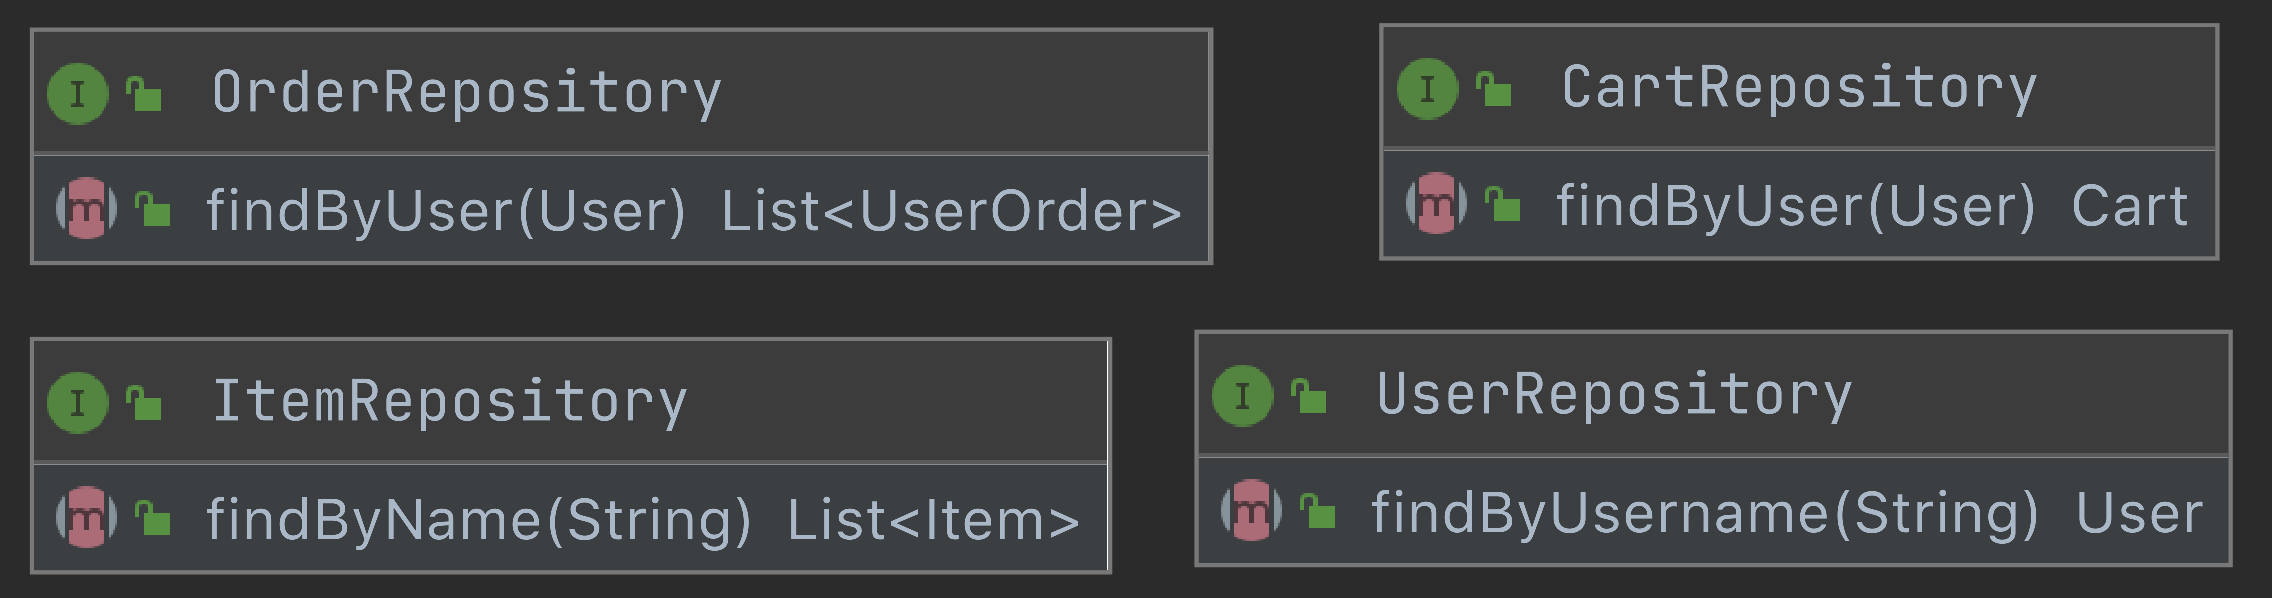 I OrderRepository
m findByUser(User) List<UserOrder>
I CartRepository
m findByUser(User) Cart
I ItemRepository
m findByName(String) List<Item>
I UserRepository
m findByUsername(String) User